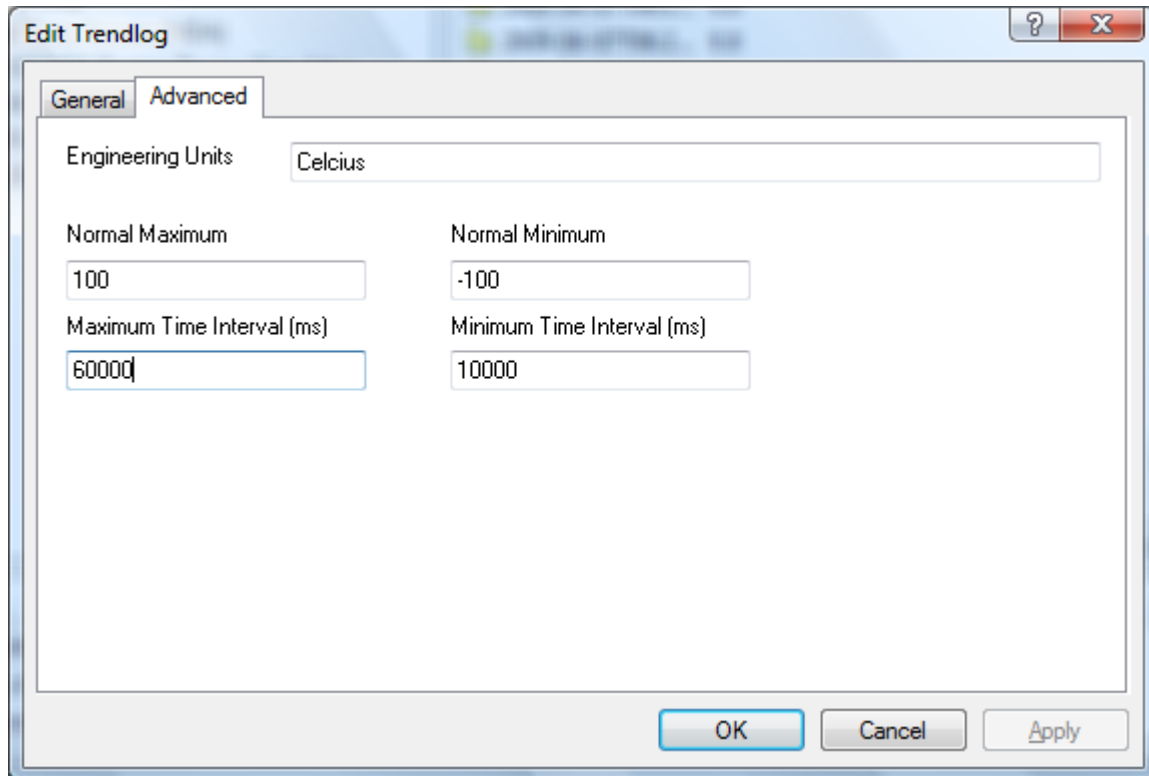 Edit Trendlog
General Advanced
Engineering Units Celcius
Normal Maximum Normal Minimum
100 -100
Maximum Time Interval (ms) Minimum Time Interval (ms)
60000 10000
OK Cancel Apply